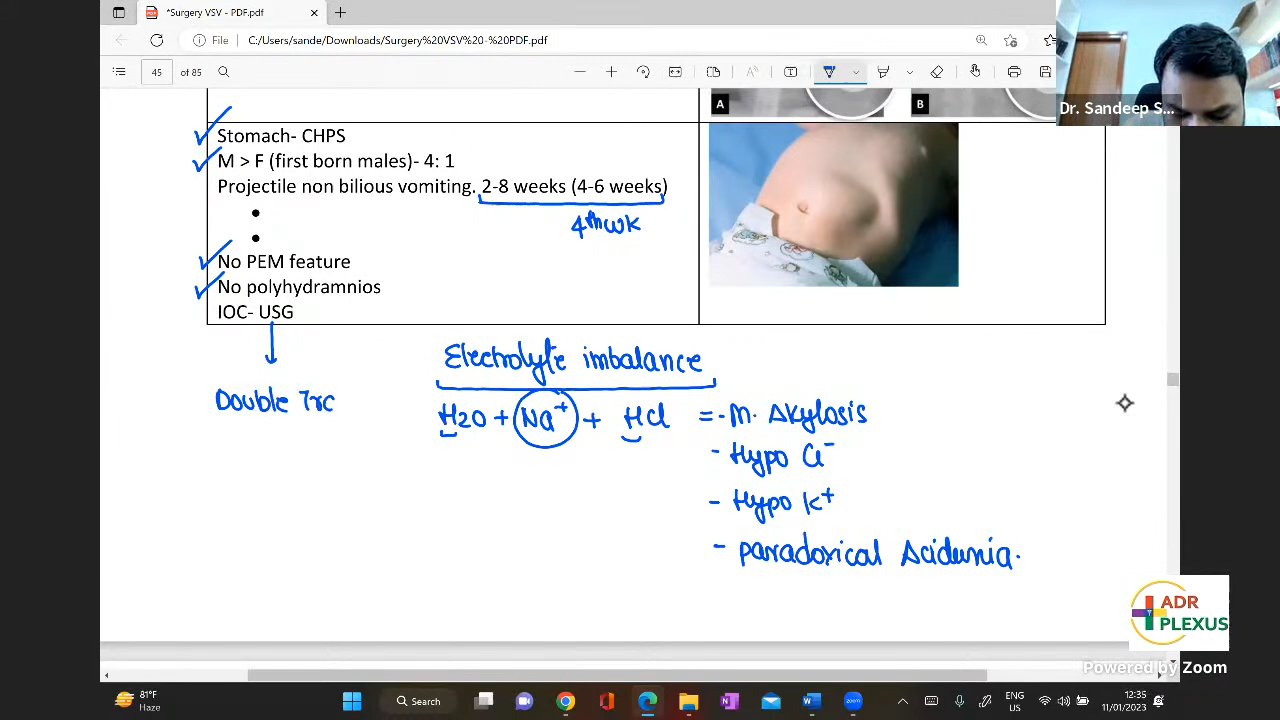 *Surgery VSV - PDF.pdf
File
C:/Users/sande/Downloads/Surgery%20VSV%20-%20PDF.pdf
45 of 85
A
B
Dr. Sandeep S...
Stomach- CHPS
M > F (first born males)- 4: 1
Projectile non bilious vomiting. 2-8 weeks (4-6 weeks)
4th wk
No PEM feature
No polyhydramnios
IOC- USG
Electrolyte imbalance
Double Trc
H2O + Na+ + HCl = - M. Alkylosis
- Hypo Cl-
- Hypo K+
- paradoxical Aciduria.
ADR
PLEXUS
Powered by Zoom
81°F
Haze
Search
ENG
US
12:35
11/01/2023